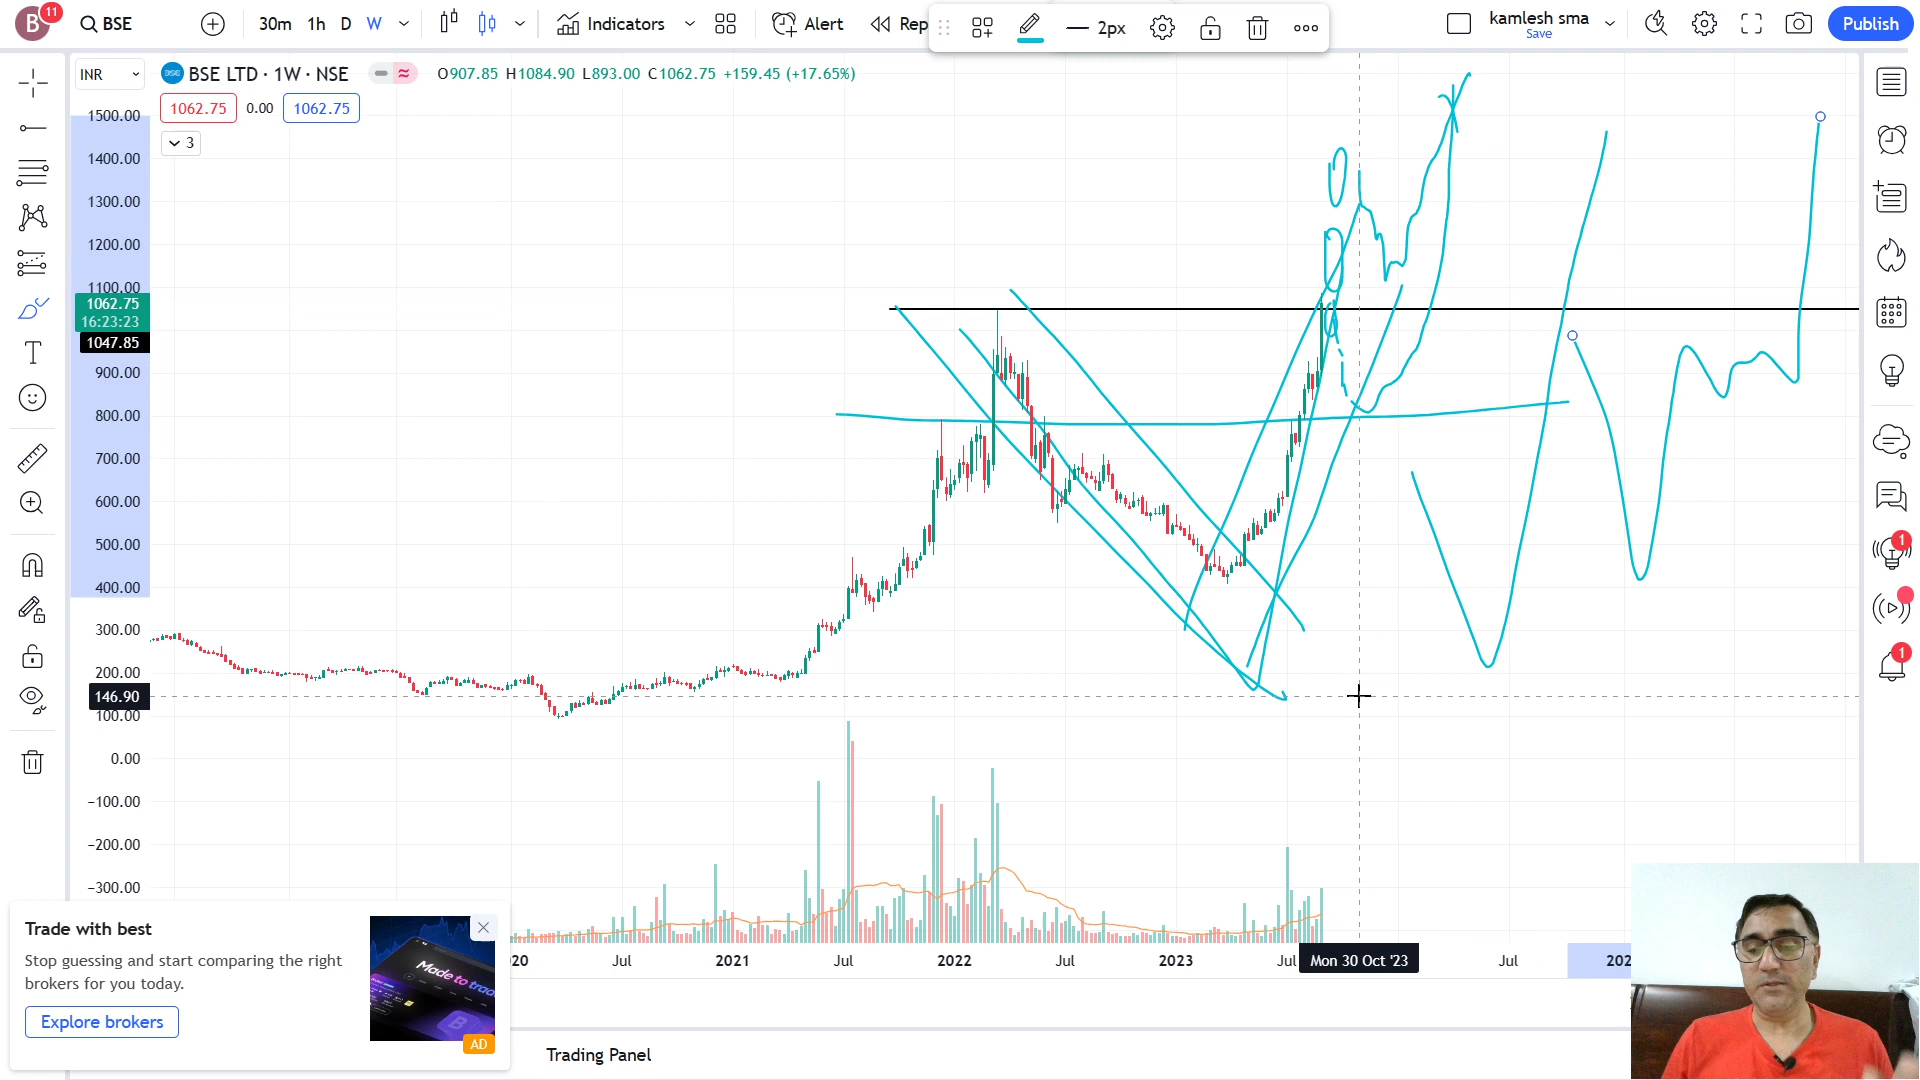 B 11 BSE 30m 1h D W Indicators Alert Rep 2px kamlesh sma Save Publish
INR BSE LTD · 1W · NSE O907.85 H1084.90 L893.00 C1062.75 +159.45 (+17.65%)
1062.75 0.00 1062.75
3
1500.00
1400.00
1300.00
1200.00
1100.00
1062.75
16:23:23
1047.85
900.00
800.00
700.00
600.00
500.00
400.00
300.00
200.00
146.90
100.00
0.00
−100.00
−200.00
−300.00
1
1
Trade with best
Stop guessing and start comparing the right
brokers for you today.
Explore brokers
Made to trad
AD
20 2021 Jul 2022 Jul 2023 Jul Mon 30 Oct '23 Jul 202
Trading Panel